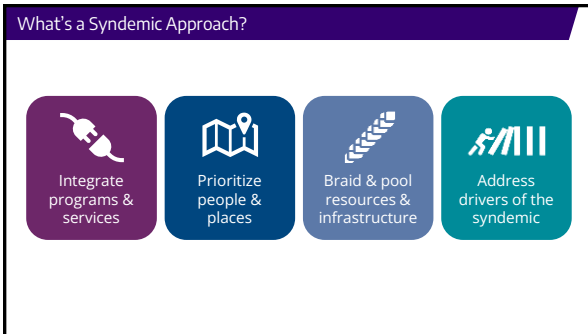 What's a Syndemic Approach?
Integrate
programs &
services
Prioritize
people &
places
Braid & pool
resources &
infrastructure
Address
drivers of the
syndemic